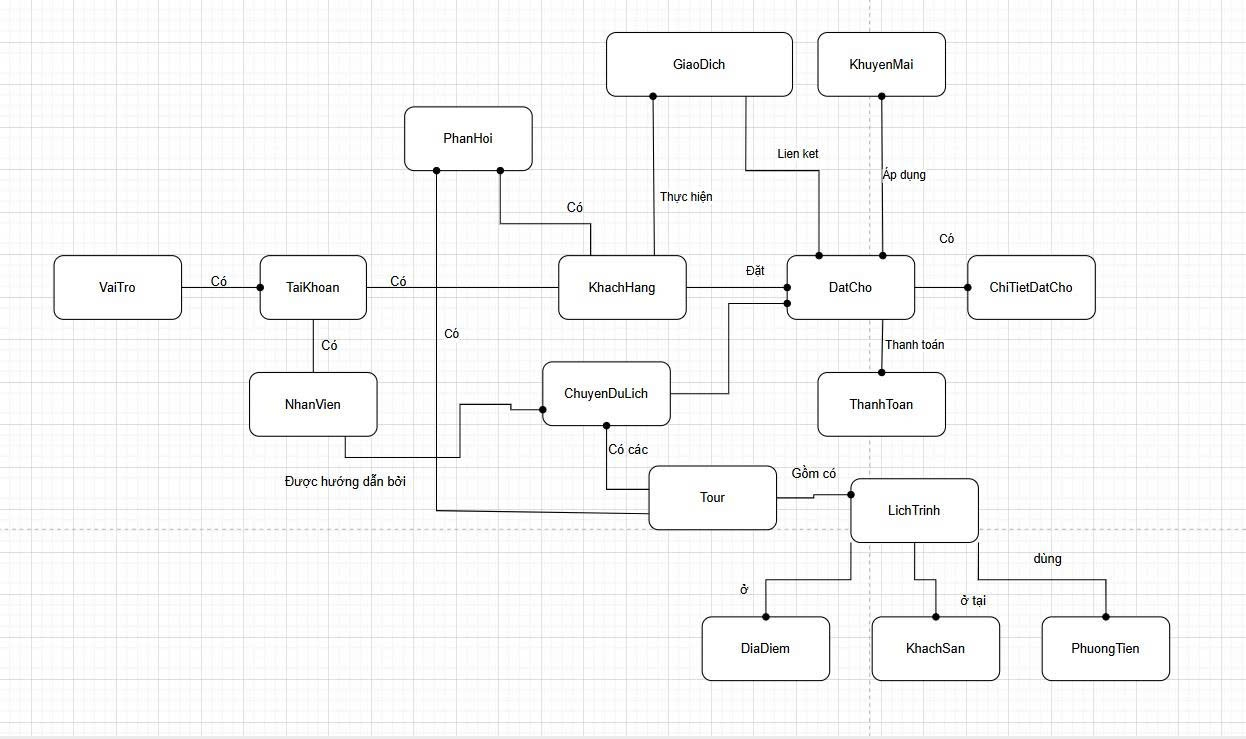 GiaoDich
KhuyenMai
PhanHoi
Lien ket
Áp dụng
Thực hiện
Có
Có
VaiTro
Có
TaiKhoan
Có
KhachHang
Đặt
DatCho
ChiTietDatCho
Có
Có
Thanh toán
NhanVien
ChuyenDuLich
ThanhToan
Có các
Được hướng dẫn bởi
Tour
Gồm có
LichTrinh
ở
ở tại
dùng
DiaDiem
KhachSan
PhuongTien